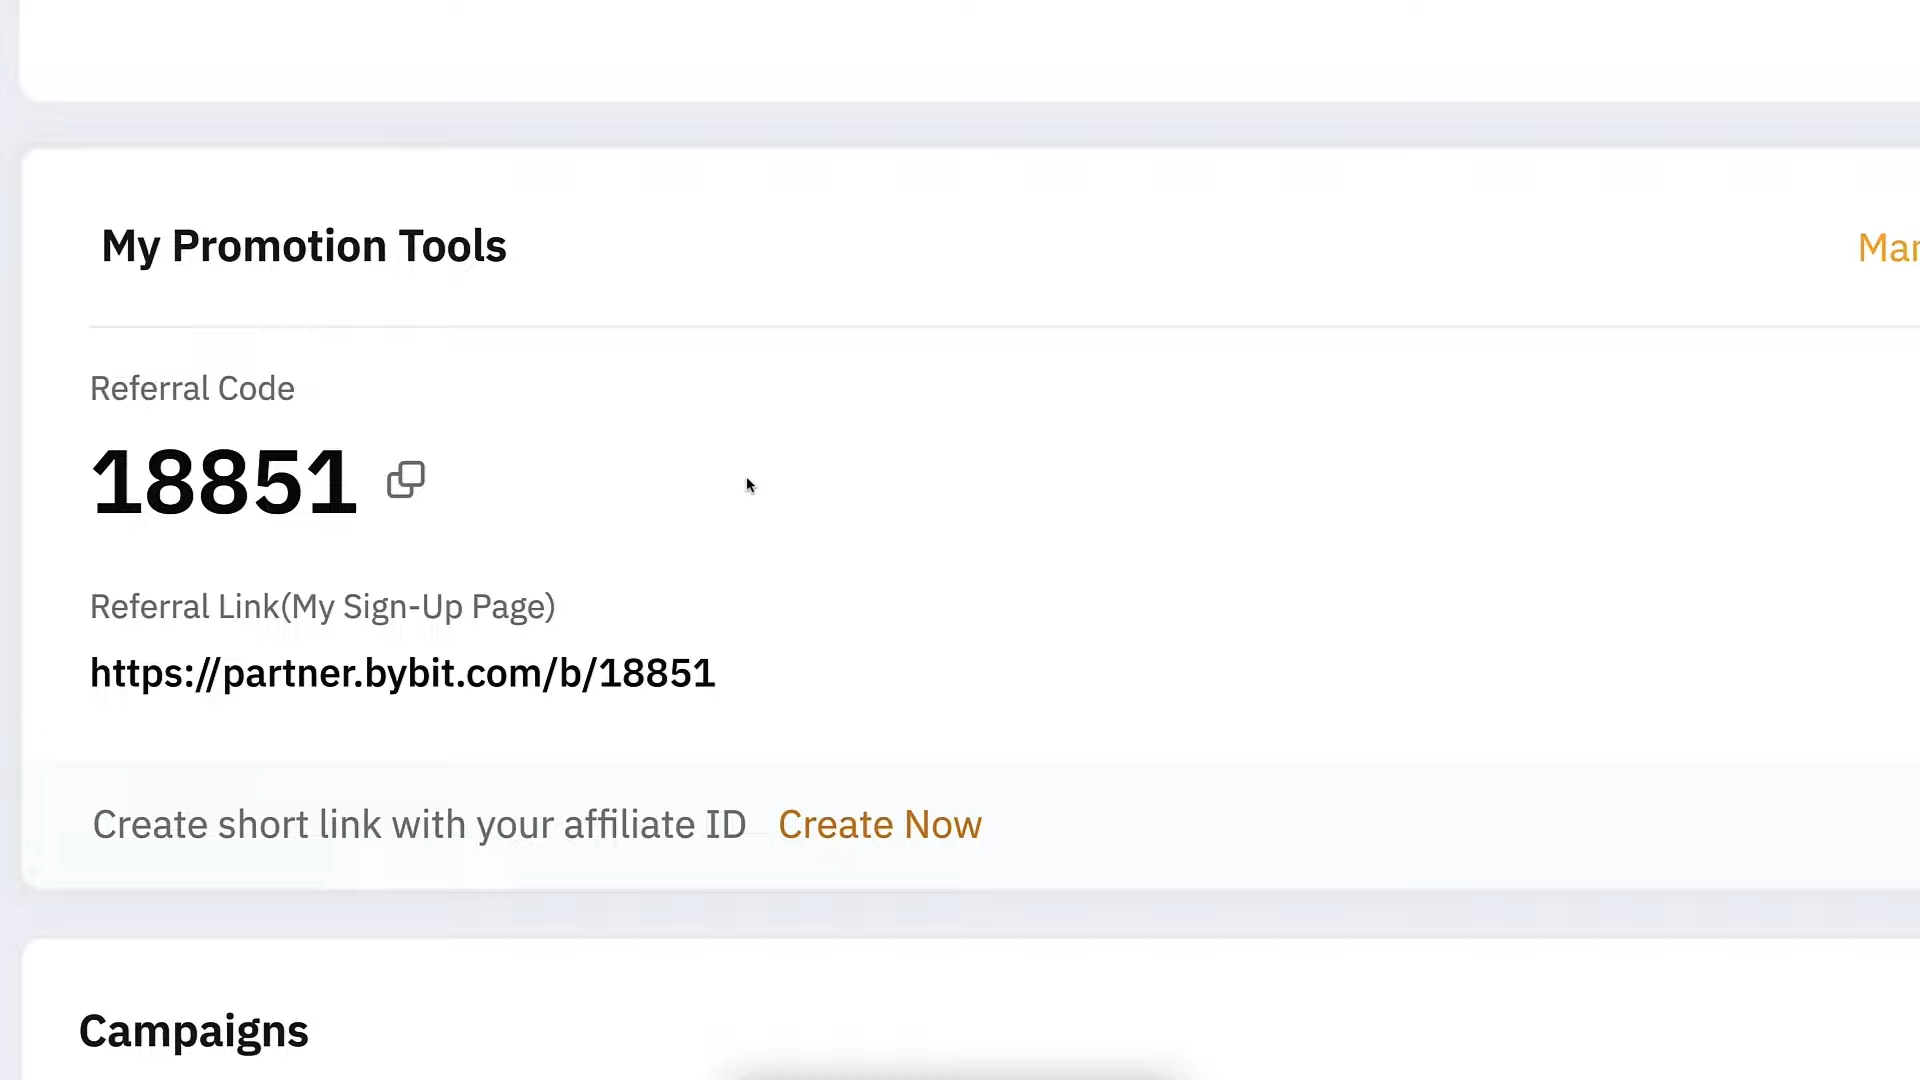 My Promotion Tools
Referral Code
18851
Referral Link(My Sign-Up Page)
https://partner.bybit.com/b/18851
Create short link with your affiliate ID Create Now
Campaigns